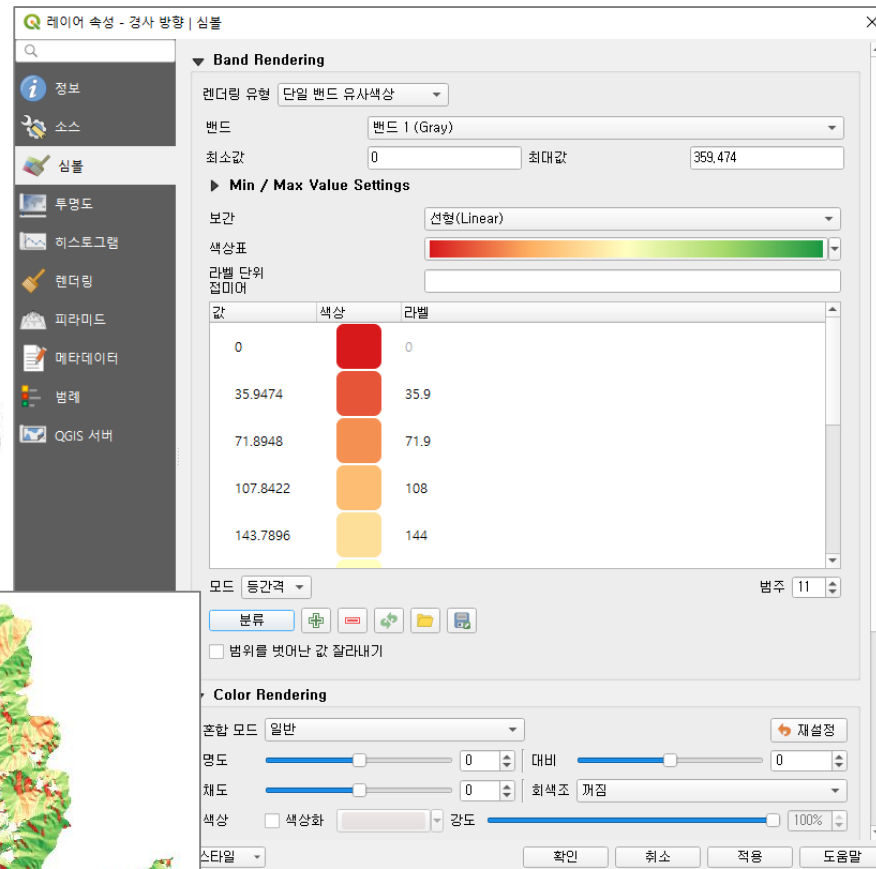 레이어 속성 - 경사 방향 | 심볼
정보
소스
심볼
투명도
히스토그램
렌더링
피라미드
메타데이터
범례
QGIS 서버
Band Rendering
렌더링 유형 단일 밴드 유사색상
밴드 밴드 1 (Gray)
최소값 0 최대값 359,474
Min / Max Value Settings
보간 선형(Linear)
색상표
라벨 단위
접미어
값 색상 라벨
0 0
35.9474 35.9
71.8948 71.9
107.8422 108
143.7896 144
모드 등간격 범주 11
분류
범위를 벗어난 값 잘라내기
Color Rendering
혼합 모드 일반 재설정
명도 0 대비 0
채도 0 회색조 꺼짐
색상 색상화 강도 100%
스타일 확인 취소 적용 도움말